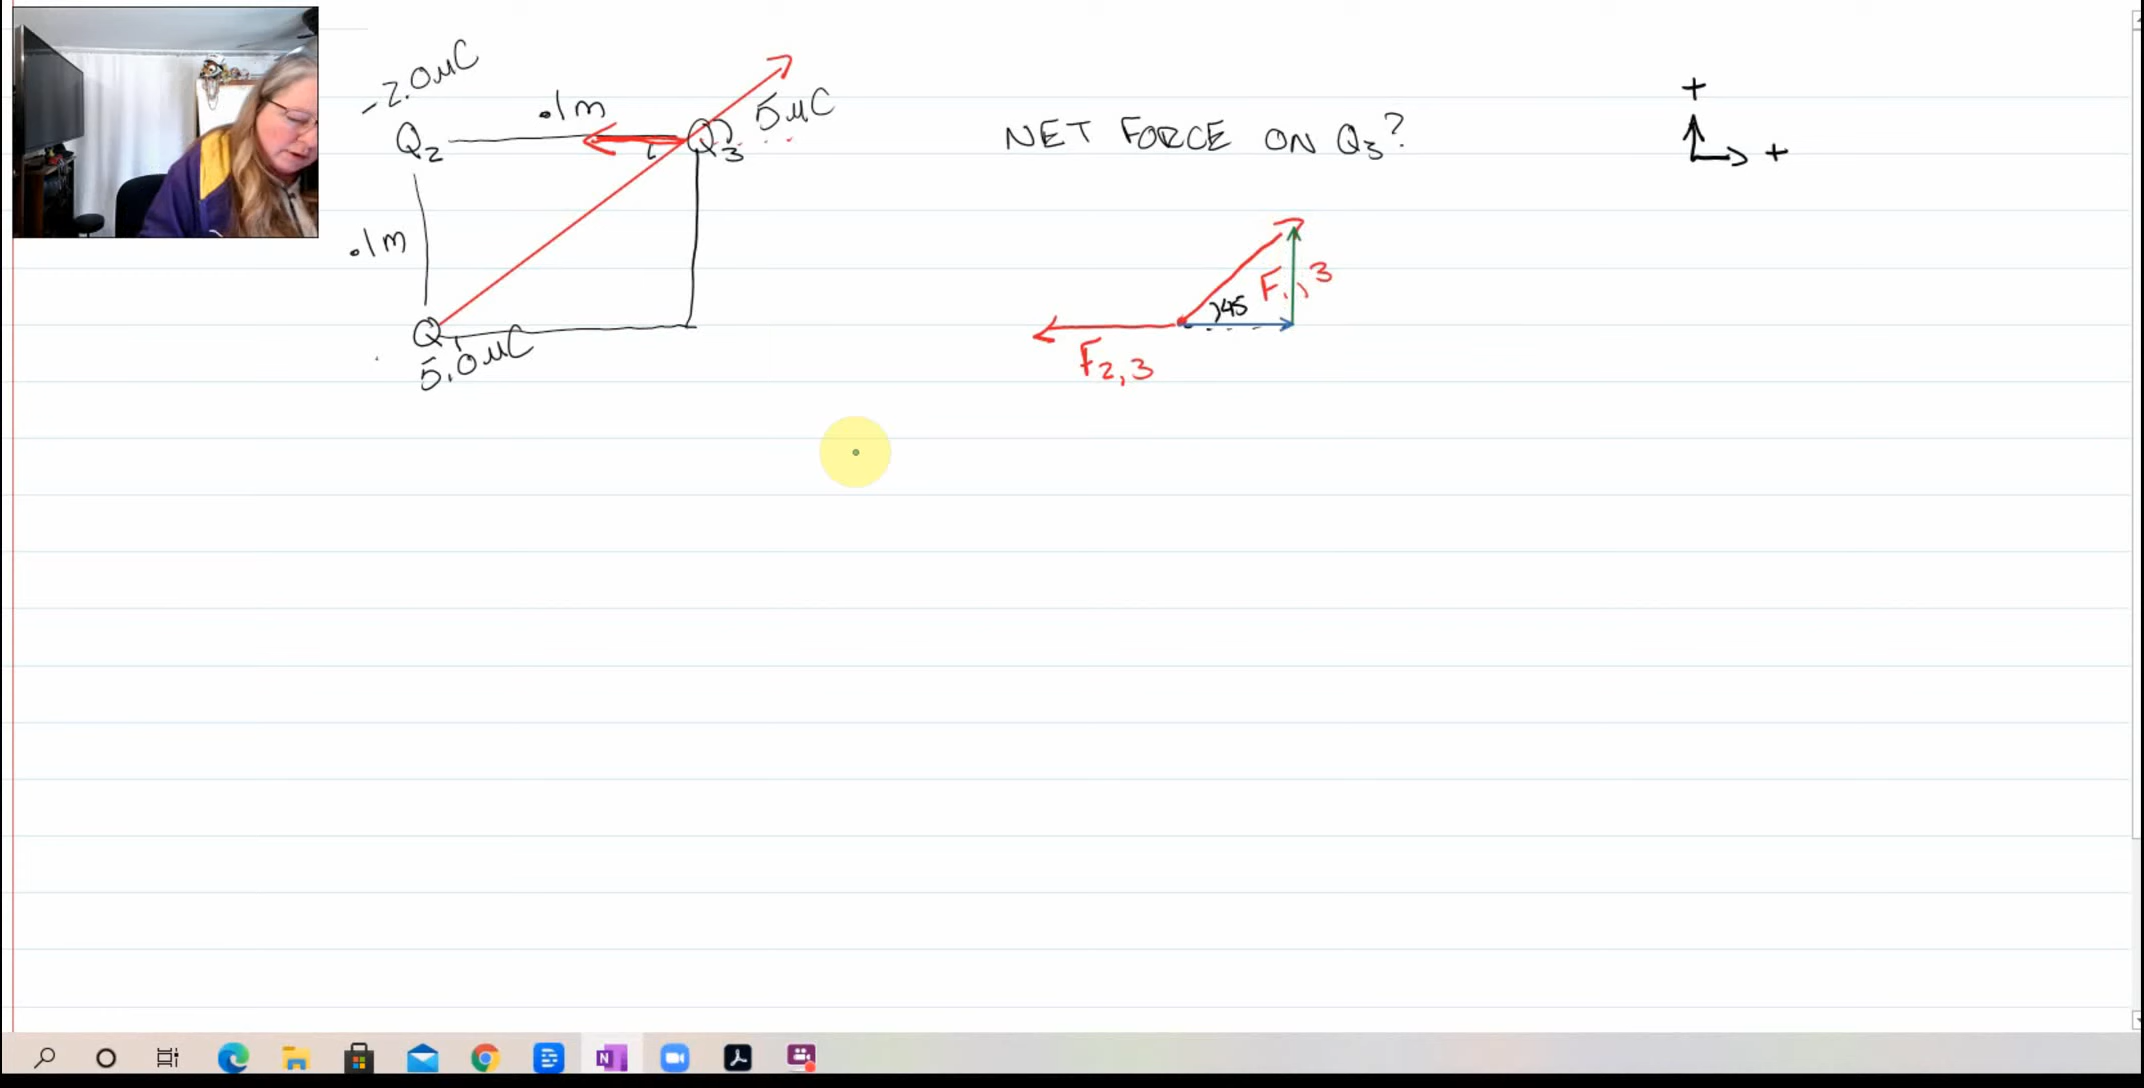 -2.0μC
.1m
5μC
Q2
Q3
NET FORCE ON Q3?
+
+
.1m
F1,3
45
Q1
5.0μC
F2,3